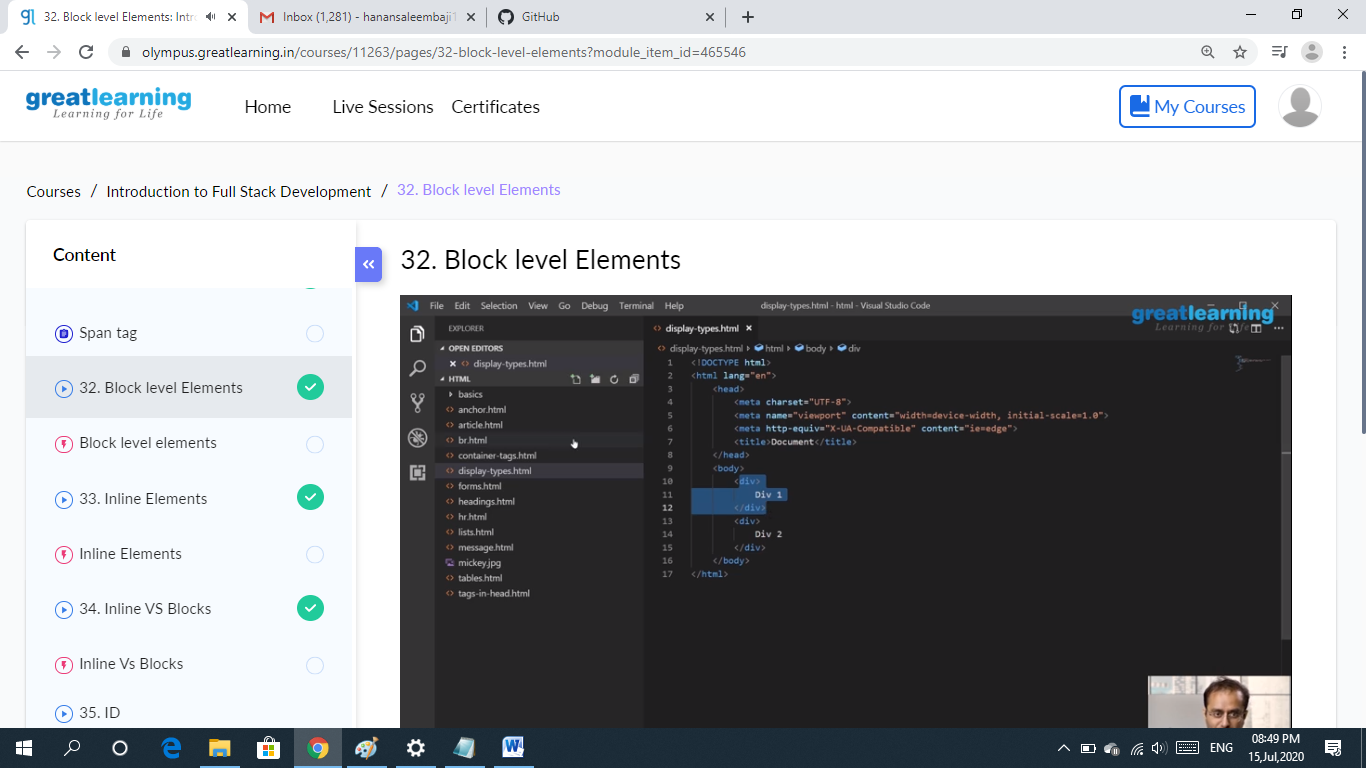 32. Block level Elements: Intr
Inbox (1,281) - hanansaleembaji1
GitHub
olympus.greatlearning.in/courses/11263/pages/32-block-level-elements?module_item_id=465546
greatlearning
Learning for Life
Home
Live Sessions
Certificates
My Courses
Courses / Introduction to Full Stack Development / 32. Block level Elements
Content
Span tag
32. Block level Elements
Block level elements
33. Inline Elements
Inline Elements
34. Inline VS Blocks
Inline Vs Blocks
35. ID
32. Block level Elements
File Edit Selection View Go Debug Terminal Help
display-types.html - html - Visual Studio Code
greatlearning
Learning for Life
EXPLORER
OPEN EDITORS
display-types.html
HTML
basics
anchor.html
article.html
br.html
container-tags.html
display-types.html
forms.html
headings.html
hr.html
lists.html
message.html
mickey.jpg
tables.html
tags-in-head.html
display-types.html
display-types.html › html › body › div
1 <!DOCTYPE html>
2 <html lang="en">
3 <head>
4 <meta charset="UTF-8">
5 <meta name="viewport" content="width=device-width, initial-scale=1.0">
6 <meta http-equiv="X-UA-Compatible" content="ie=edge">
7 <title>Document</title>
8 </head>
9 <body>
10 <div>
11 Div 1
12 </div>
13 <div>
14 Div 2
15 </div>
16 </body>
17 </html>
ENG
08:49 PM
15,Jul,2020